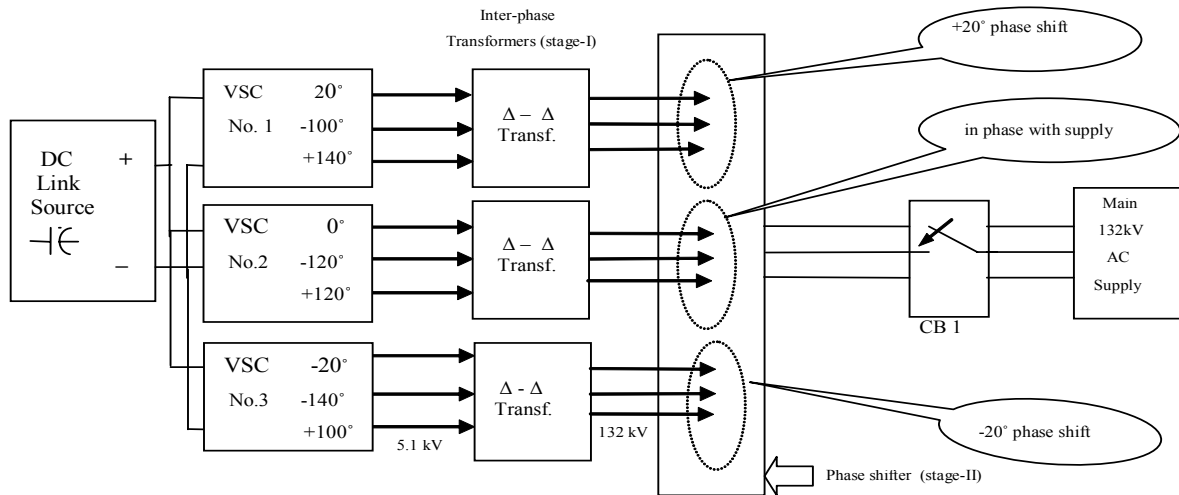 Inter-phase
Transformers (stage-I)
+20˚ phase shift
VSC 20˚
No. 1 -100˚
+140˚
Δ – Δ
Transf.
in phase with supply
DC
Link
Source
+
–
VSC 0˚
No.2 -120˚
+120˚
Δ – Δ
Transf.
Main
132kV
AC
Supply
CB 1
VSC -20˚
No.3 -140˚
+100˚
Δ - Δ
Transf.
5.1 kV
132 kV
-20˚ phase shift
Phase shifter (stage-II)